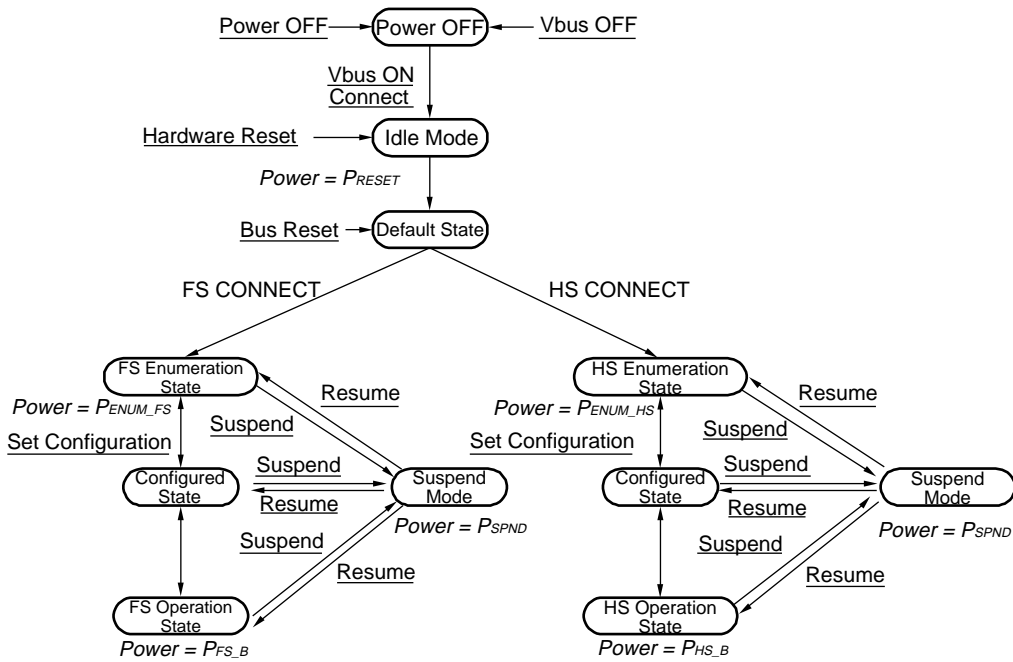 Power OFF
Power OFF
Vbus OFF
Vbus ON
Connect
Hardware Reset
Idle Mode
Power = PRESET
Bus Reset
Default State
FS CONNECT
HS CONNECT
FS Enumeration
State
Resume
Power = PENUM_FS
Suspend
Set Configuration
Suspend
Configured
State
Resume
Suspend
Mode
Power = PSPND
Suspend
Resume
FS Operation
State
Power = PFS_B
HS Enumeration
State
Resume
Power = PENUM_HS
Suspend
Set Configuration
Suspend
Configured
State
Resume
Suspend
Mode
Power = PSPND
Suspend
Resume
HS Operation
State
Power = PHS_B